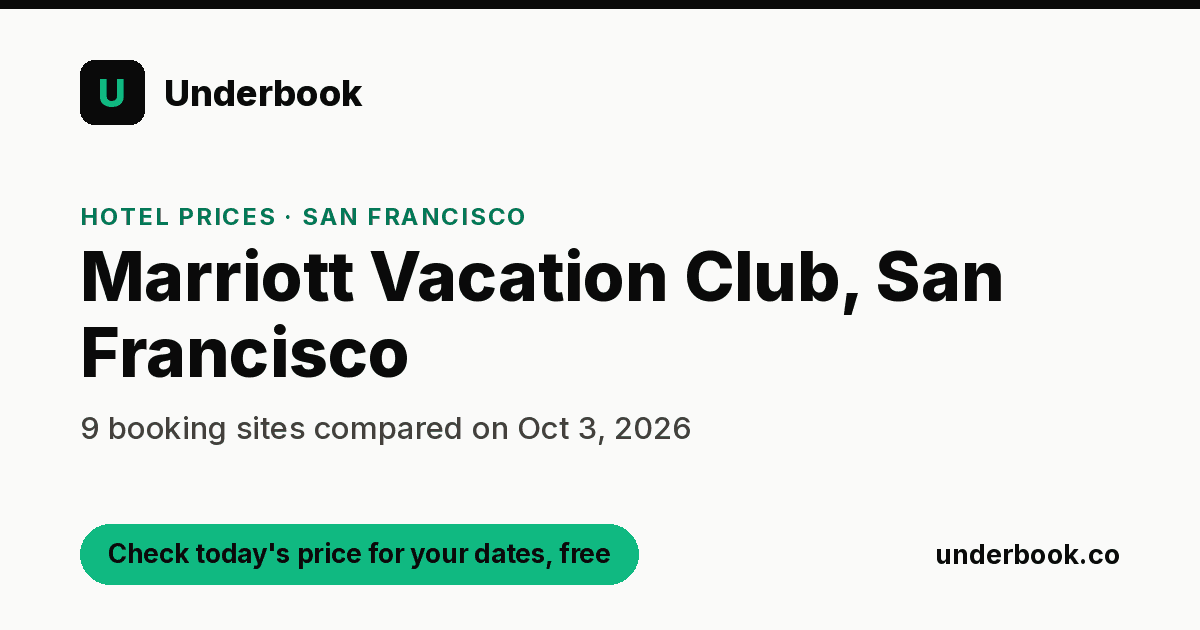 U Underbook
HOTEL PRICES · SAN FRANCISCO
Marriott Vacation Club, San
Francisco
9 booking sites compared on Oct 3, 2026
Check today's price for your dates, free
underbook.co